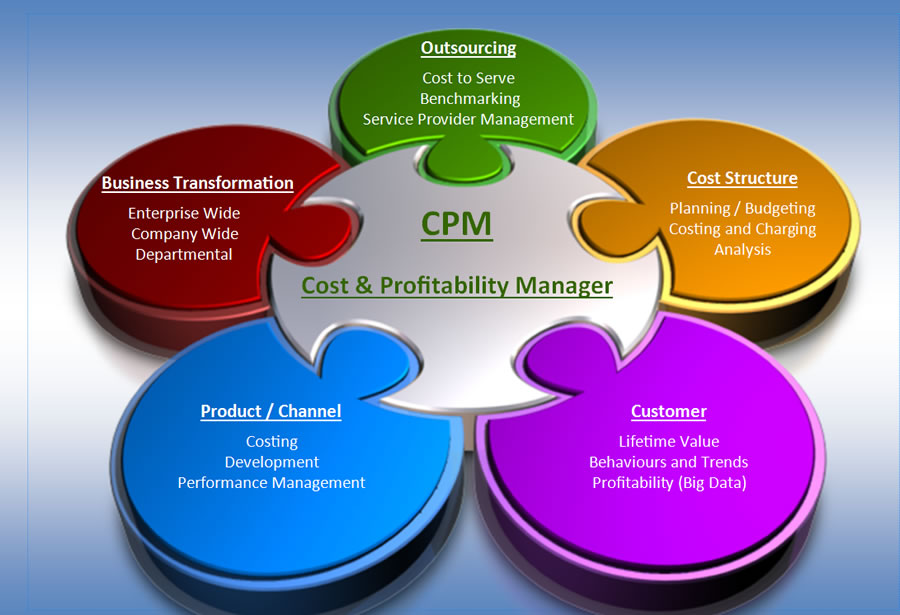 Outsourcing
Cost to Serve
Benchmarking
Service Provider Management
Business Transformation
Enterprise Wide
Company Wide
Departmental
Cost Structure
Planning / Budgeting
Costing and Charging
Analysis
CPM
Cost & Profitability Manager
Product / Channel
Costing
Development
Performance Management
Customer
Lifetime Value
Behaviours and Trends
Profitability (Big Data)